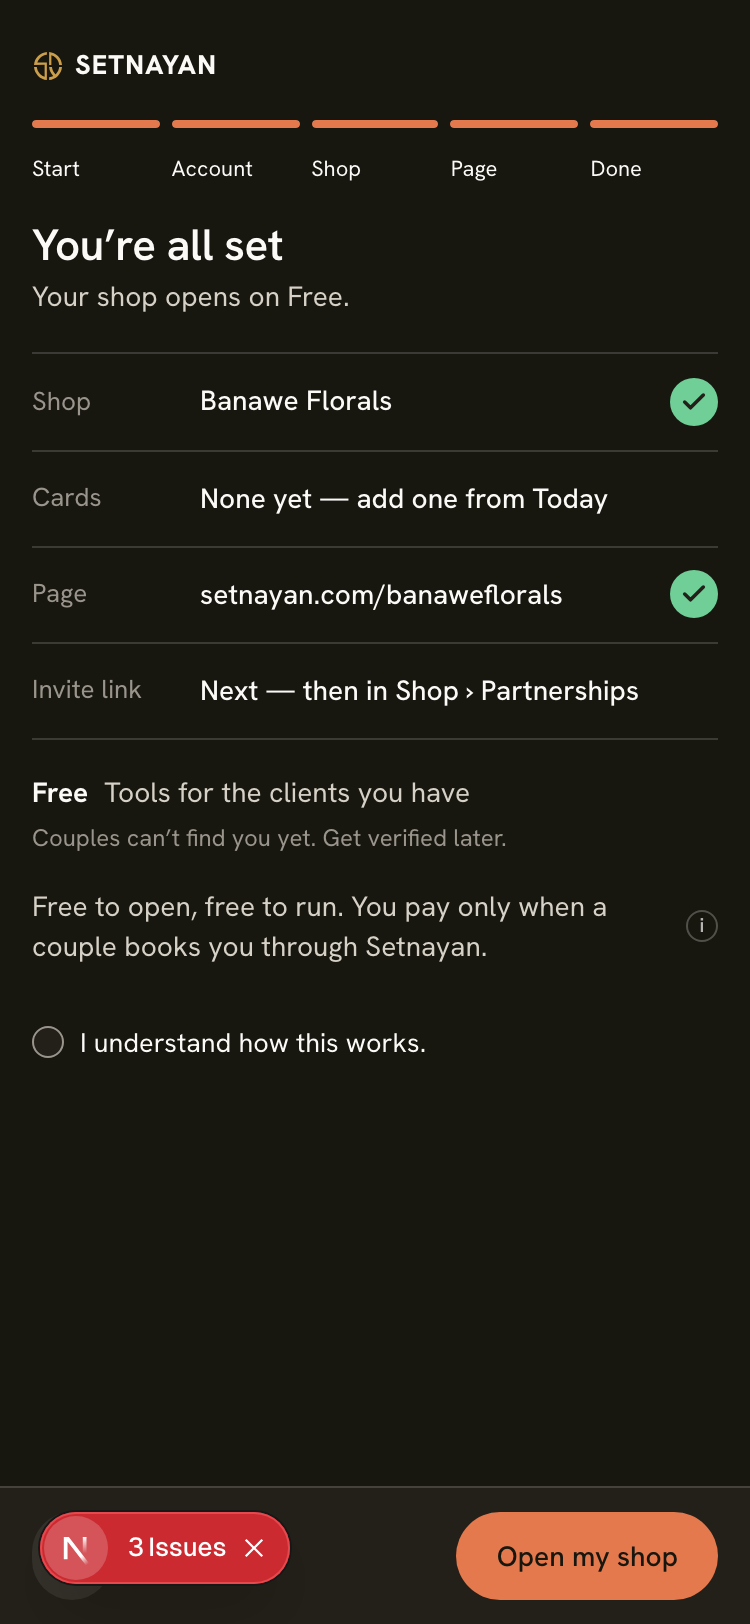 SETNAYAN
Start
Account
Shop
Page
Done
You’re all set
Your shop opens on Free.
Shop
Banawe Florals
Cards
None yet — add one from Today
Page
setnayan.com/banaweflorals
Invite link
Next — then in Shop › Partnerships
Free Tools for the clients you have
Couples can’t find you yet. Get verified later.
Free to open, free to run. You pay only when a
couple books you through Setnayan.
i
I understand how this works.
N
3 Issues
Open my shop